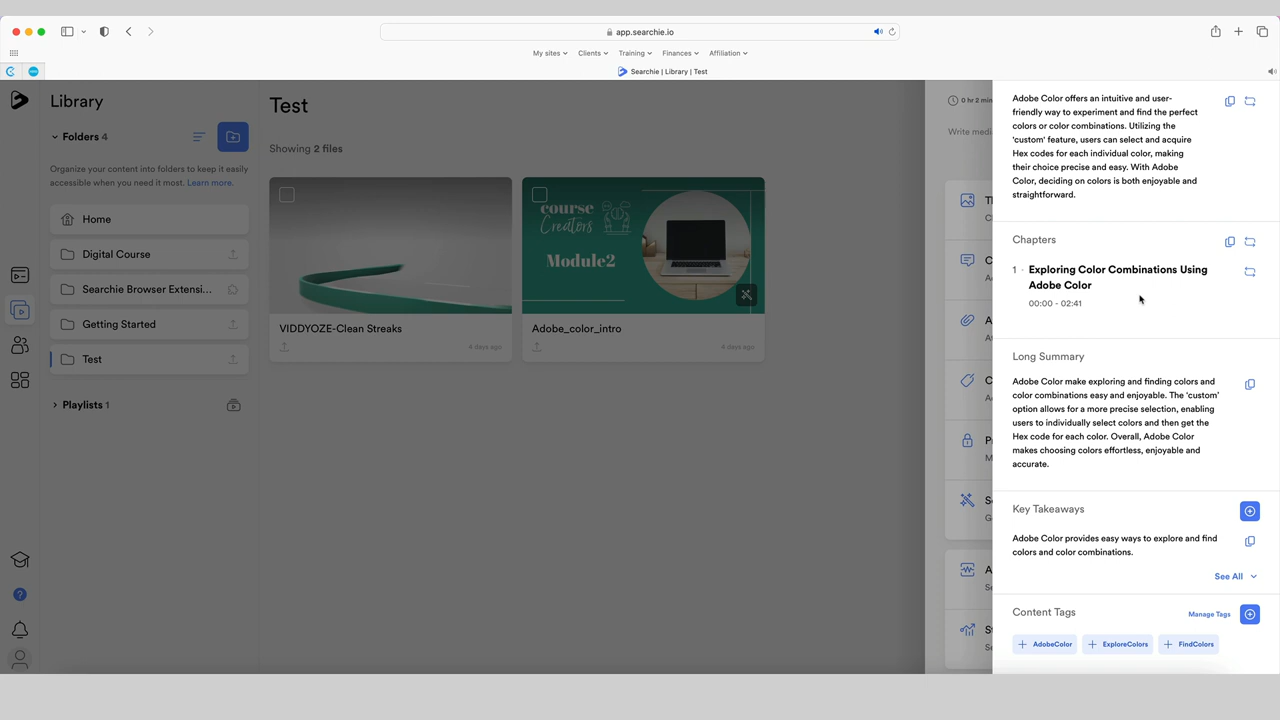 app.searchie.io
My sites
Clients
Training
Finances
Affiliation
Searchie | Library | Test
Library
Folders 4
Organize your content into folders to keep it easily
accessible when you need it most. Learn more.
Home
Digital Course
Searchie Browser Extensi...
Getting Started
Test
Playlists 1
Test
Showing 2 files
VIDDYOZE-Clean Streaks
4 days ago
course
Creators
Module2
Adobe_color_intro
4 days ago
0 hr 2 min
Write medi
Adobe Color offers an intuitive and user-
friendly way to experiment and find the perfect
colors or color combinations. Utilizing the
'custom' feature, users can select and acquire
Hex codes for each individual color, making
their choice precise and easy. With Adobe
Color, deciding on colors is both enjoyable and
straightforward.
Chapters
1 - Exploring Color Combinations Using
Adobe Color
00:00 - 02:41
Long Summary
Adobe Color make exploring and finding colors and
color combinations easy and enjoyable. The 'custom'
option allows for a more precise selection, enabling
users to individually select colors and then get the
Hex code for each color. Overall, Adobe Color
makes choosing colors effortless, enjoyable and
accurate.
Key Takeaways
Adobe Color provides easy ways to explore and find
colors and color combinations.
See All
Content Tags
Manage Tags
AdobeColor
ExploreColors
FindColors